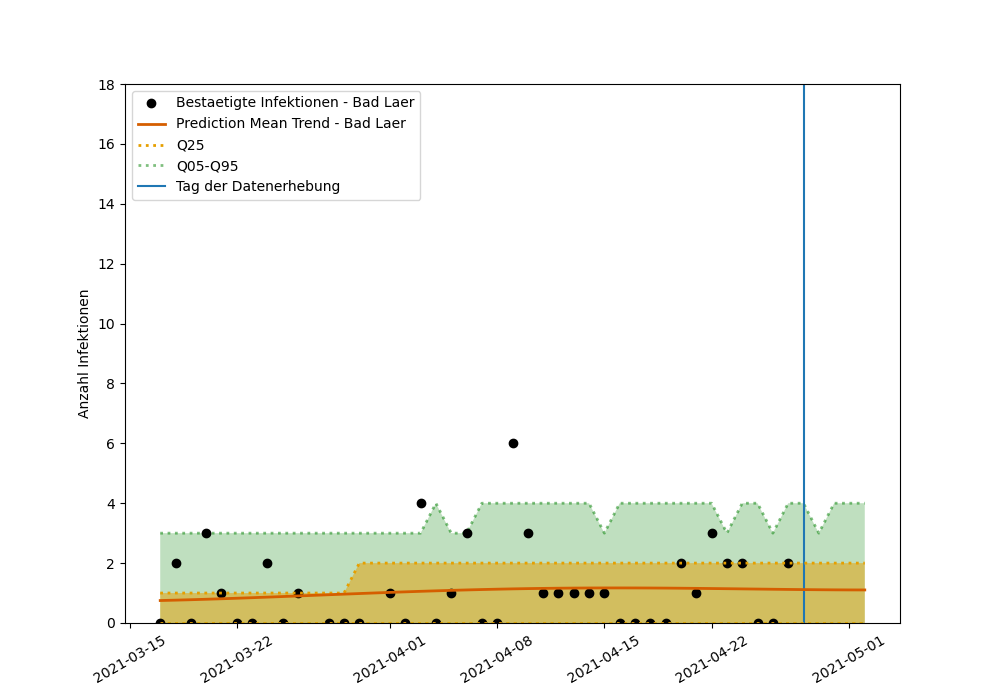 18
16
14
12
10
8
6
4
2
0
Anzahl Infektionen
Bestaetigte Infektionen - Bad Laer
Prediction Mean Trend - Bad Laer
Q25
Q05-Q95
Tag der Datenerhebung
2021-03-15
2021-03-22
2021-04-01
2021-04-08
2021-04-15
2021-04-22
2021-05-01